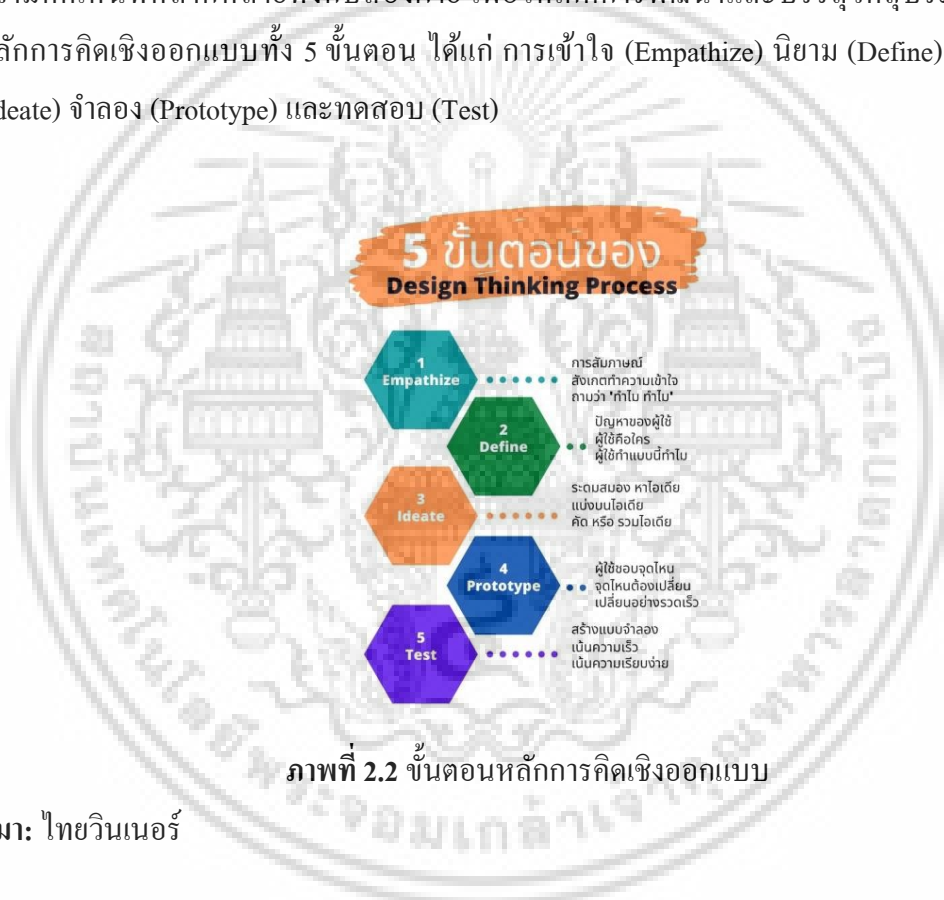 ลักการคิดเชิงออกแบบทั้ง 5 ขั้นตอน ได้แก่ การเข้าใจ (Empathize) นิยาม (Define)
deate) จำลอง (Prototype) และทดสอบ (Test)
5 ขั้นตอนของ
Design Thinking Process
1
Empathize
การสัมภาษณ์
สังเกตทำความเข้าใจ
ถามว่า 'ทำไม ทำไม'
2
Define
ปัญหาของผู้ใช้
ผู้ใช้คือใคร
ผู้ใช้ทำแบบนี้ทำไม
3
Ideate
ระดมสมอง หาไอเดีย
แบ่งบนไอเดีย
คัด หรือ รวมไอเดีย
4
Prototype
ผู้ใช้ชอบจุดไหน
จุดไหนต้องเปลี่ยน
เปลี่ยนอย่างรวดเร็ว
5
Test
สร้างแบบจำลอง
เน้นความเร็ว
เน้นความเรียบง่าย
ภาพที่ 2.2 ขั้นตอนหลักการคิดเชิงออกแบบ
มา: ไทยวินเนอร์